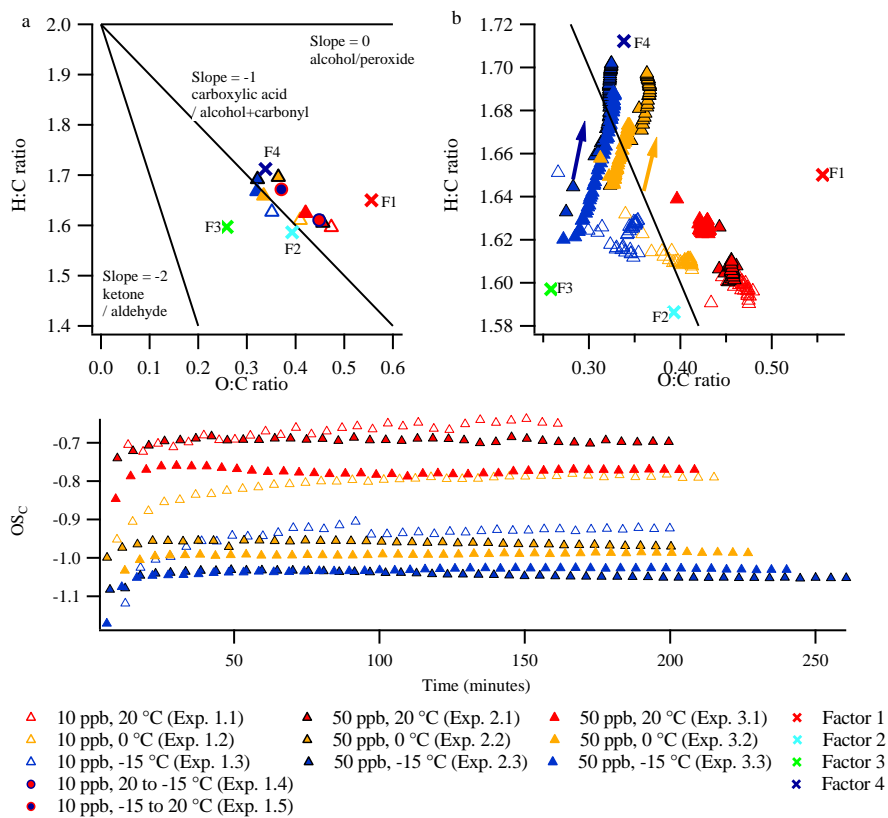 a
2.0
1.9
1.8
1.7
1.6
1.5
1.4
H:C ratio
0.0
0.1
0.2
0.3
0.4
0.5
0.6
O:C ratio
Slope = 0
alcohol/peroxide
Slope = -1
carboxylic acid
/ alcohol+carbonyl
Slope = -2
ketone
/ aldehyde
F4
F1
F3
F2
b
1.72
1.70
1.68
1.66
1.64
1.62
1.60
1.58
H:C ratio
0.30
0.40
0.50
O:C ratio
F4
F1
F3
F2
-0.7
-0.8
-0.9
-1.0
-1.1
OSC
50
100
150
200
250
Time (minutes)
10 ppb, 20 °C (Exp. 1.1)
10 ppb, 0 °C (Exp. 1.2)
10 ppb, -15 °C (Exp. 1.3)
10 ppb, 20 to -15 °C (Exp. 1.4)
10 ppb, -15 to 20 °C (Exp. 1.5)
50 ppb, 20 °C (Exp. 2.1)
50 ppb, 0 °C (Exp. 2.2)
50 ppb, -15 °C (Exp. 2.3)
50 ppb, 20 °C (Exp. 3.1)
50 ppb, 0 °C (Exp. 3.2)
50 ppb, -15 °C (Exp. 3.3)
Factor 1
Factor 2
Factor 3
Factor 4